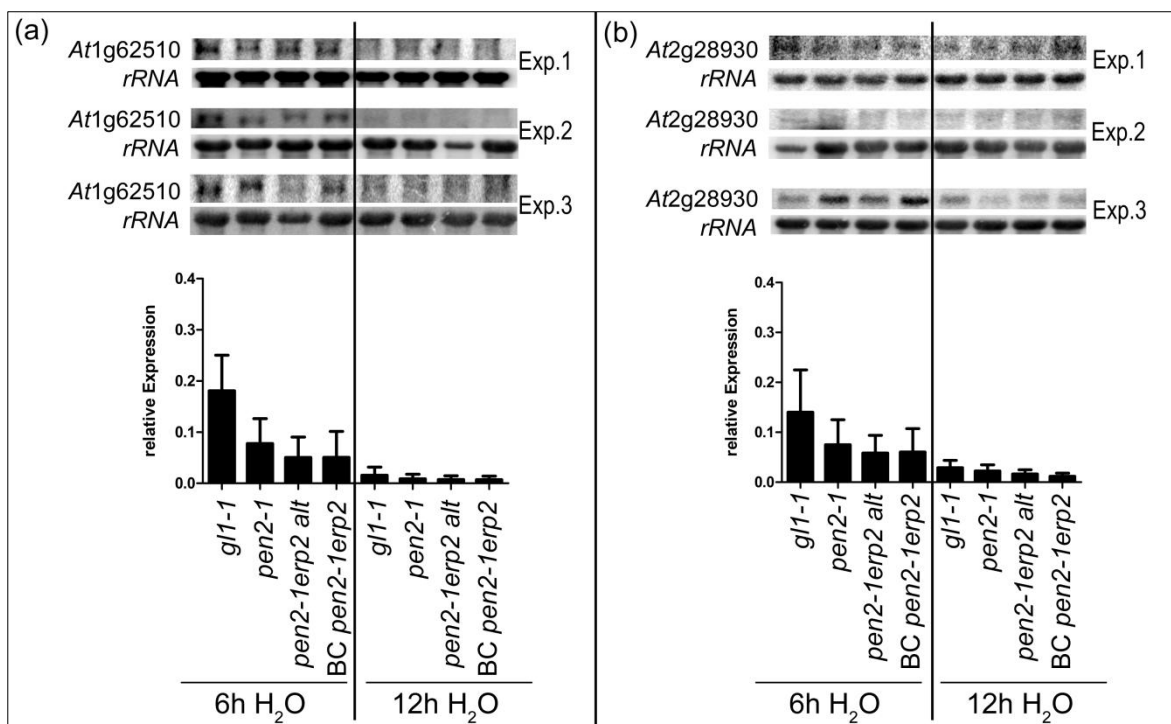 (a)
At1g62510
rRNA
Exp.1
At1g62510
rRNA
Exp.2
At1g62510
rRNA
Exp.3
relative Expression
0.4
0.3
0.2
0.1
0.0
gl1-1
pen2-1
pen2-1erp2 alt
BC pen2-1erp2
gl1-1
pen2-1
pen2-1erp2 alt
BC pen2-1erp2
6h H₂O
12h H₂O
(b)
At2g28930
rRNA
Exp.1
At2g28930
rRNA
Exp.2
At2g28930
rRNA
Exp.3
relative Expression
0.4
0.3
0.2
0.1
0.0
gl1-1
pen2-1
pen2-1erp2 alt
BC pen2-1erp2
gl1-1
pen2-1
pen2-1erp2 alt
BC pen2-1erp2
6h H₂O
12h H₂O